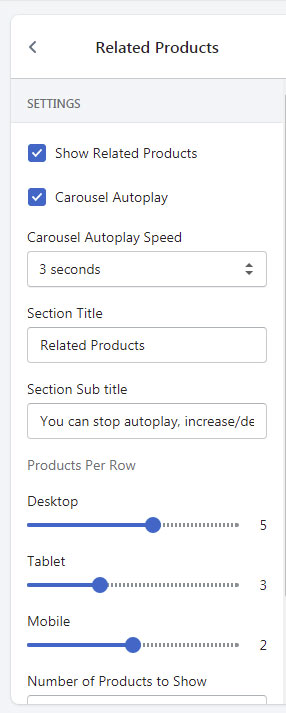 Related Products
SETTINGS
Show Related Products
Carousel Autoplay
Carousel Autoplay Speed
3 seconds
Section Title
Related Products
Section Sub title
You can stop autoplay, increase/de
Products Per Row
Desktop
5
Tablet
3
Mobile
2
Number of Products to Show